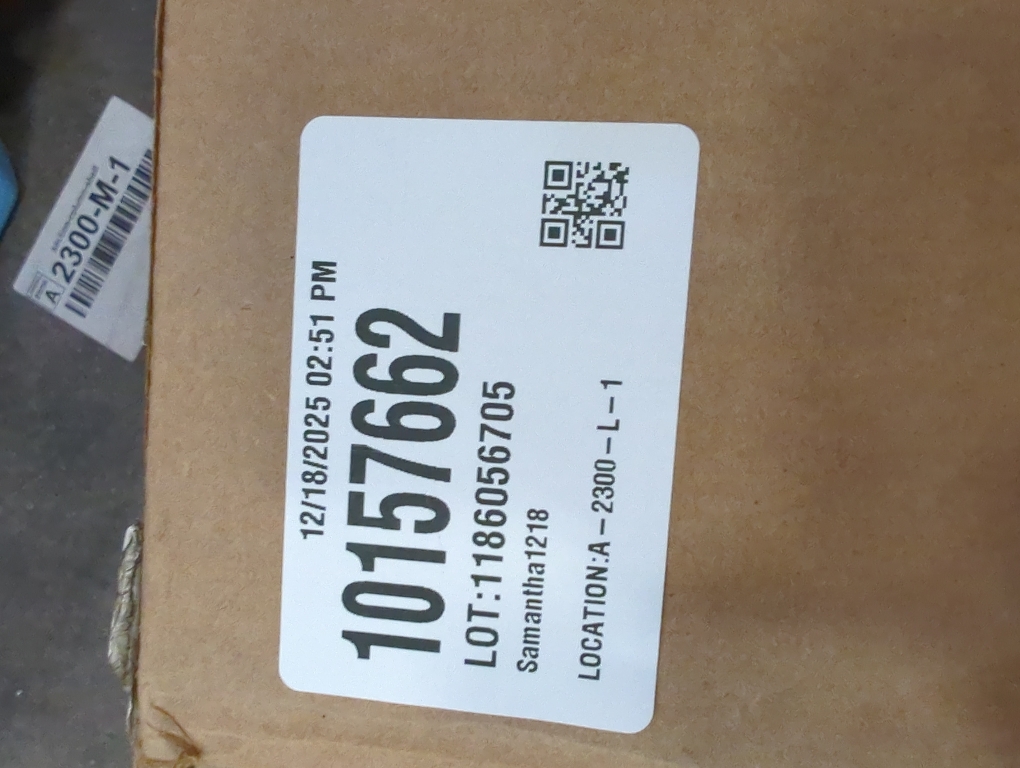 12/18/2025 02:51 PM
10157662
LOT:1186056705
Samantha1218
LOCATION:A-2300-L-1
A 2300-M-1